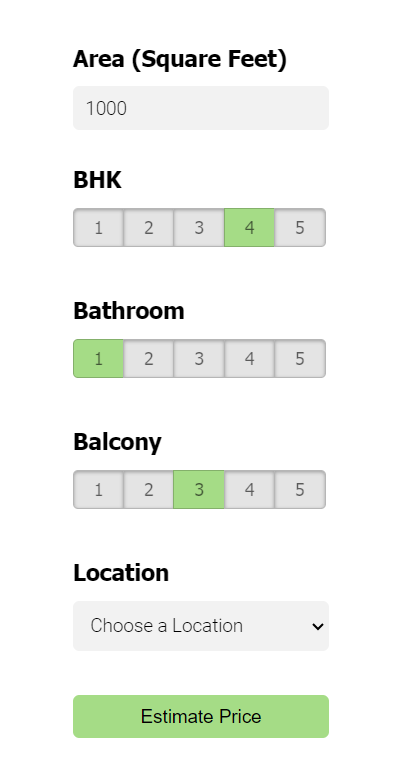 Area (Square Feet)
1000
BHK
1 2 3 4 5
Bathroom
1 2 3 4 5
Balcony
1 2 3 4 5
Location
Choose a Location
Estimate Price